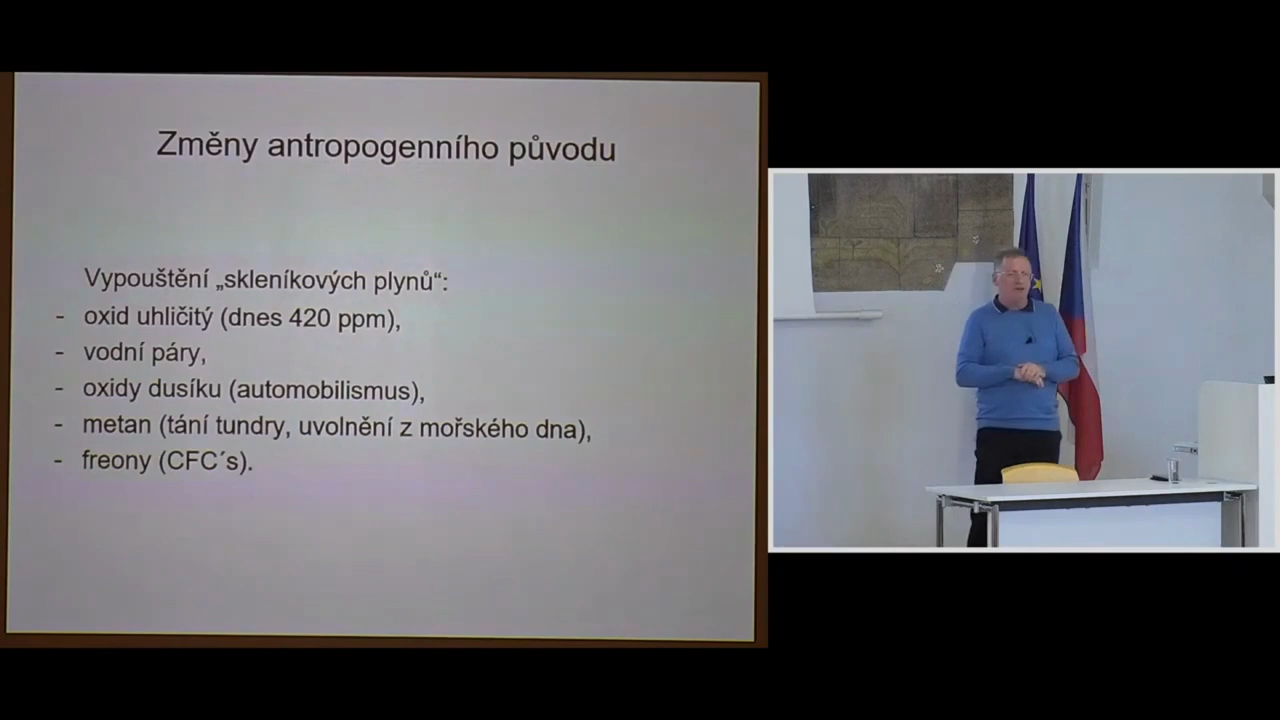 Změny antropogenního původu
Vypouštění „skleníkových plynů“:
- oxid uhličitý (dnes 420 ppm),
- vodní páry,
- oxidy dusíku (automobilismus),
- metan (tání tundry, uvolnění z mořského dna),
- freony (CFC´s).